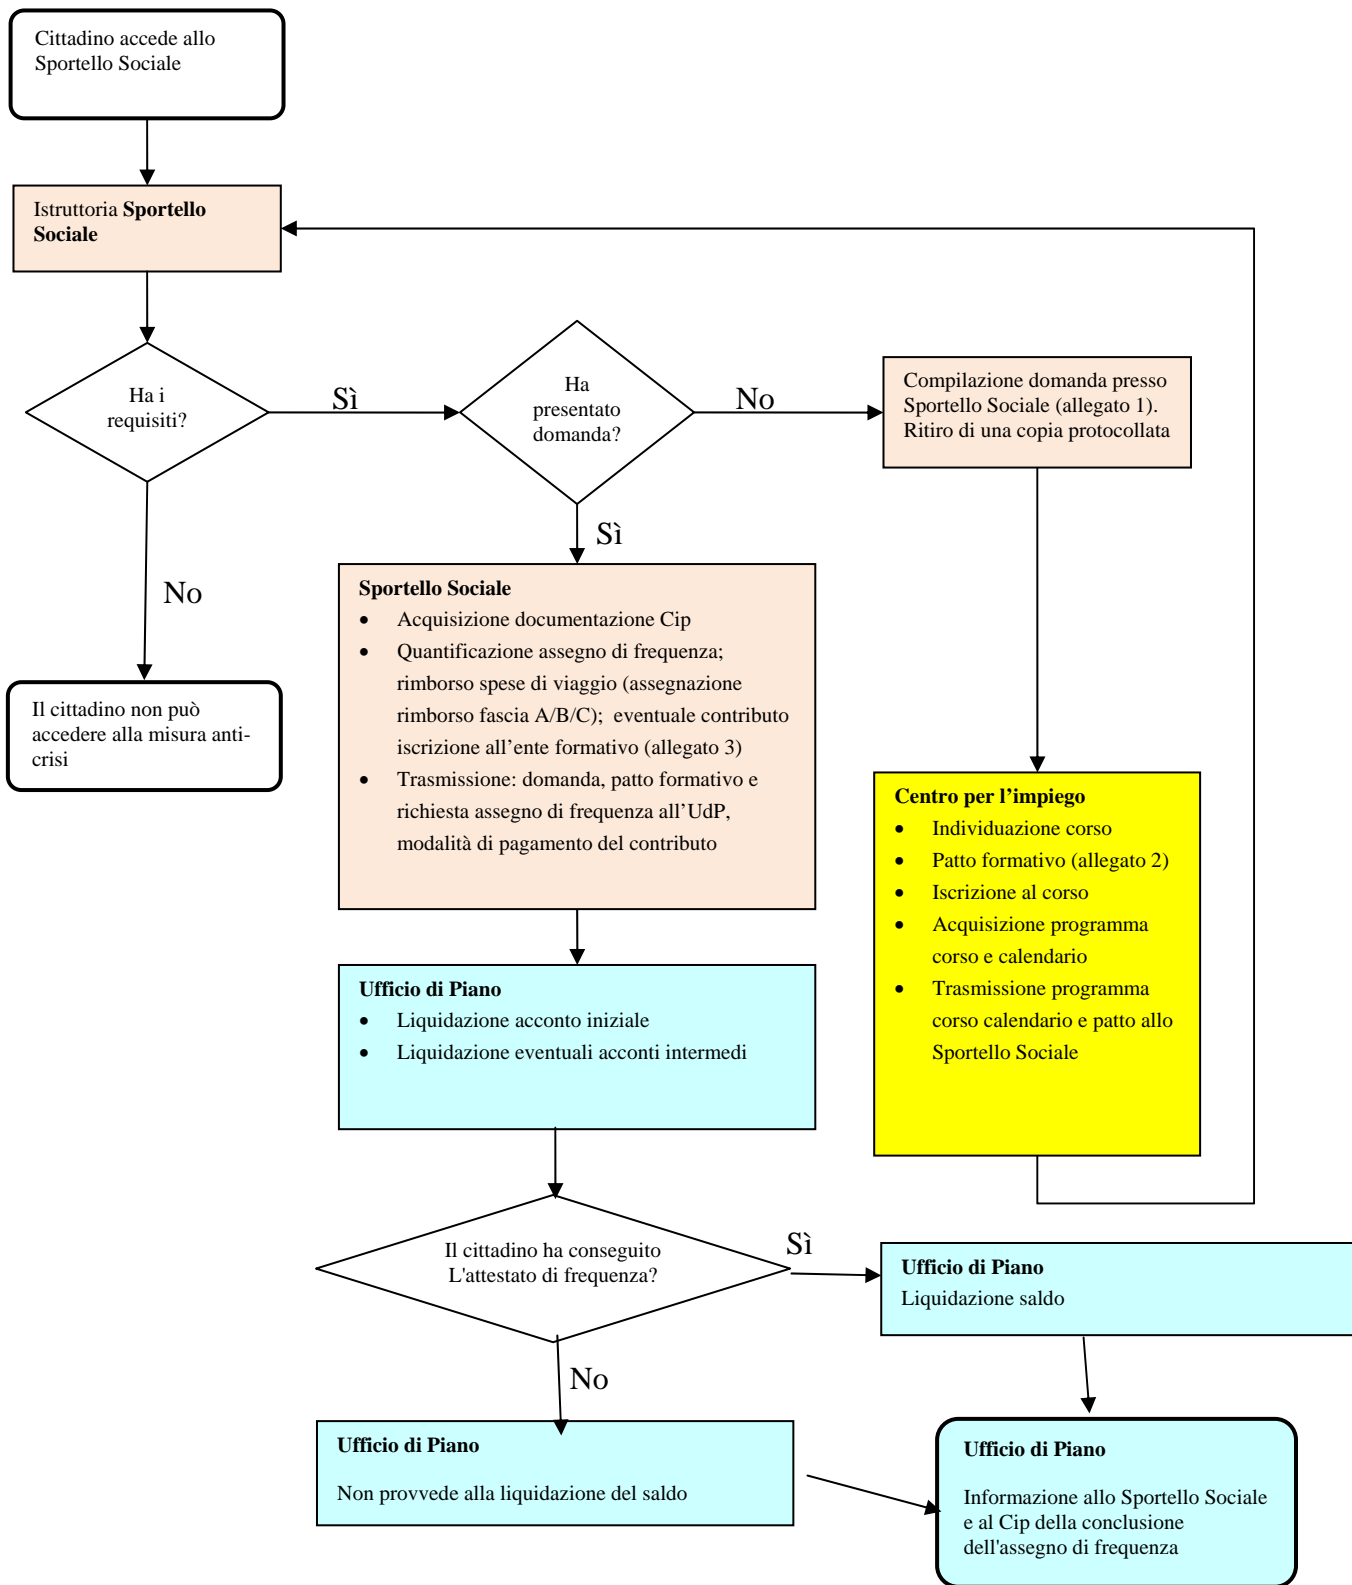 Cittadino accede allo
Sportello Sociale
Istruttoria Sportello
Sociale
Ha i
requisiti?
Sì
Ha
presentato
domanda?
No
Compilazione domanda presso
Sportello Sociale (allegato 1).
Ritiro di una copia protocollata
No
Il cittadino non può
accedere alla misura anti-
crisi
Sì
Sportello Sociale
• Acquisizione documentazione Cip
• Quantificazione assegno di frequenza;
rimborso spese di viaggio (assegnazione
rimborso fascia A/B/C); eventuale contributo
iscrizione all’ente formativo (allegato 3)
• Trasmissione: domanda, patto formativo e
richiesta assegno di frequenza all’UdP,
modalità di pagamento del contributo
Centro per l’impiego
• Individuazione corso
• Patto formativo (allegato 2)
• Iscrizione al corso
• Acquisizione programma
corso e calendario
• Trasmissione programma
corso calendario e patto allo
Sportello Sociale
Ufficio di Piano
• Liquidazione acconto iniziale
• Liquidazione eventuali acconti intermedi
Il cittadino ha conseguito
L'attestato di frequenza?
Sì
Ufficio di Piano
Liquidazione saldo
No
Ufficio di Piano
Non provvede alla liquidazione del saldo
Ufficio di Piano
Informazione allo Sportello Sociale
e al Cip della conclusione
dell'assegno di frequenza